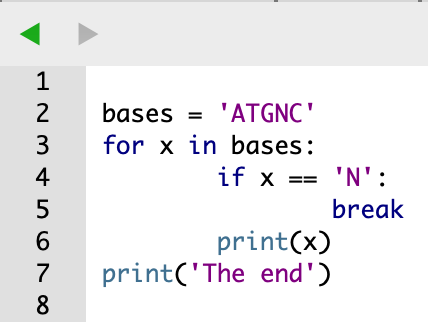 1
2 bases = 'ATGNC'
3 for x in bases:
4 if x == 'N':
5 break
6 print(x)
7 print('The end')
8